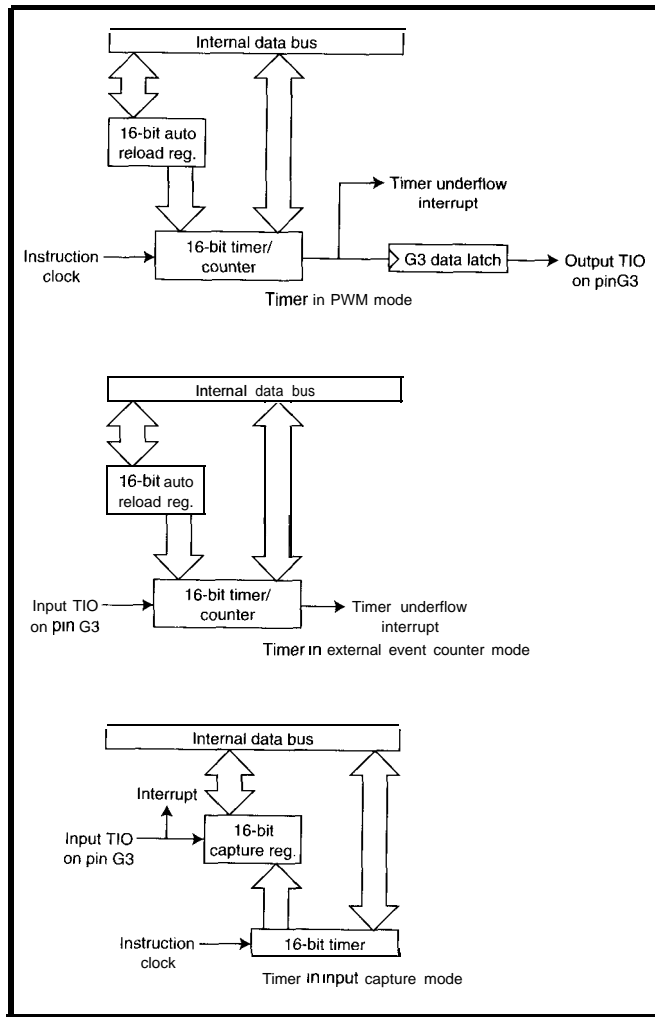 Internal data bus
16-bit auto
reload reg.
Timer underflow
interrupt
Instruction
clock
16-bit timer/
counter
G3 data latch
Output TIO
on pinG3
Timer in PWM mode
Internal data bus
16-bit auto
reload reg.
Input TIO
on pin G3
16-bit timer/
counter
Timer underflow
interrupt
Timer in external event counter mode
Internal data bus
Interrupt
Input TIO
on pin G3
16-bit
capture reg.
Instruction
clock
16-bit timer
Timer in input capture mode